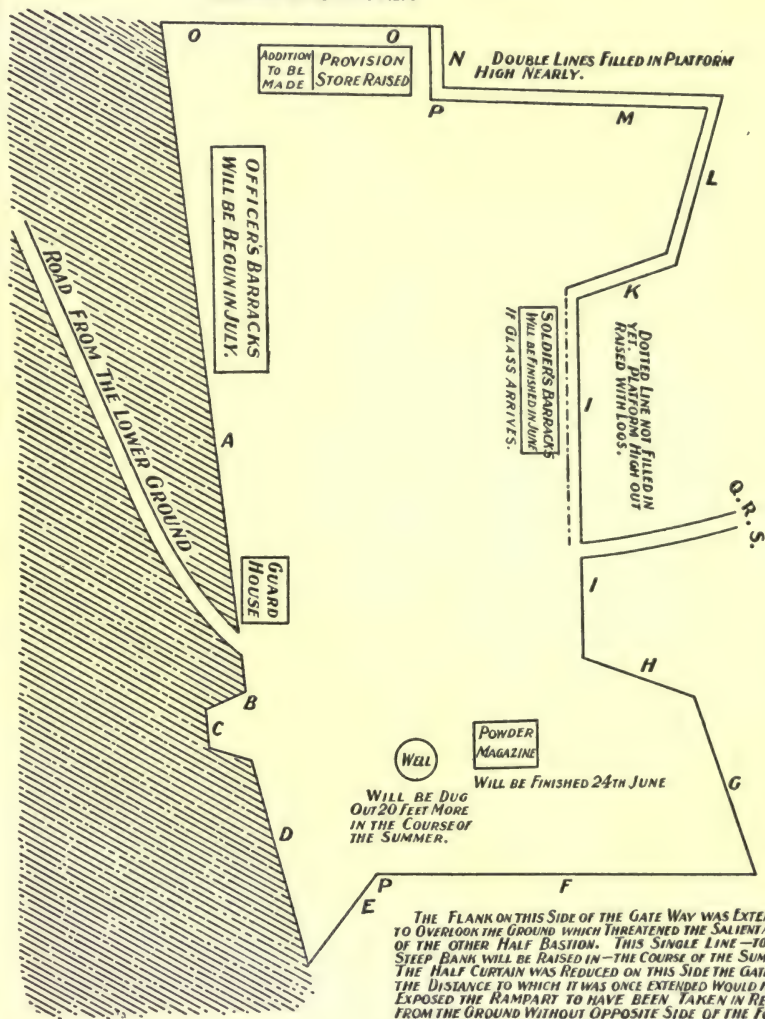 O
O
ADDITION
TO BE
MADE
PROVISION
STORE RAISED
N
DOUBLE LINES FILLED IN PLATFORM
HIGH NEARLY.
P
M
L
K
OFFICER'S BARRACKS
WILL BE BEGUN IN JULY.
SOLDIER'S BARRACKS
WILL BE FINISHED IN JUNE
IF GLASS ARRIVES.
DOTTED LINE NOT FILLED IN
YET. PLATFORM HIGH OUT
RAISED WITH LOGS.
I
ROAD FROM THE LOWER GROUND
A
Q. R. S.
GUARD
HOUSE
I
H
B
C
G
WELL
WILL BE DUG
OUT 20 FEET MORE
IN THE COURSE OF
THE SUMMER.
POWDER
MAGAZINE
WILL BE FINISHED 24TH JUNE
D
P
E
F
THE FLANK ON THIS SIDE OF THE GATE WAY WAS
TO OVERLOOK THE GROUND WHICH THREATENED THE SALIENT
OF THE OTHER HALF BASTION. THIS SINGLE LINE—
STEEP BANK WILL BE RAISED IN—THE COURSE OF THE
THE HALF CURTAIN WAS REDUCED ON THIS SIDE THE
THE DISTANCE TO WHICH IT WAS ONCE EXTENDED WOULD
EXPOSED THE RAMPART TO HAVE BEEN TAKEN IN
FROM THE GROUND WITHOUT OPPOSITE SIDE OF THE